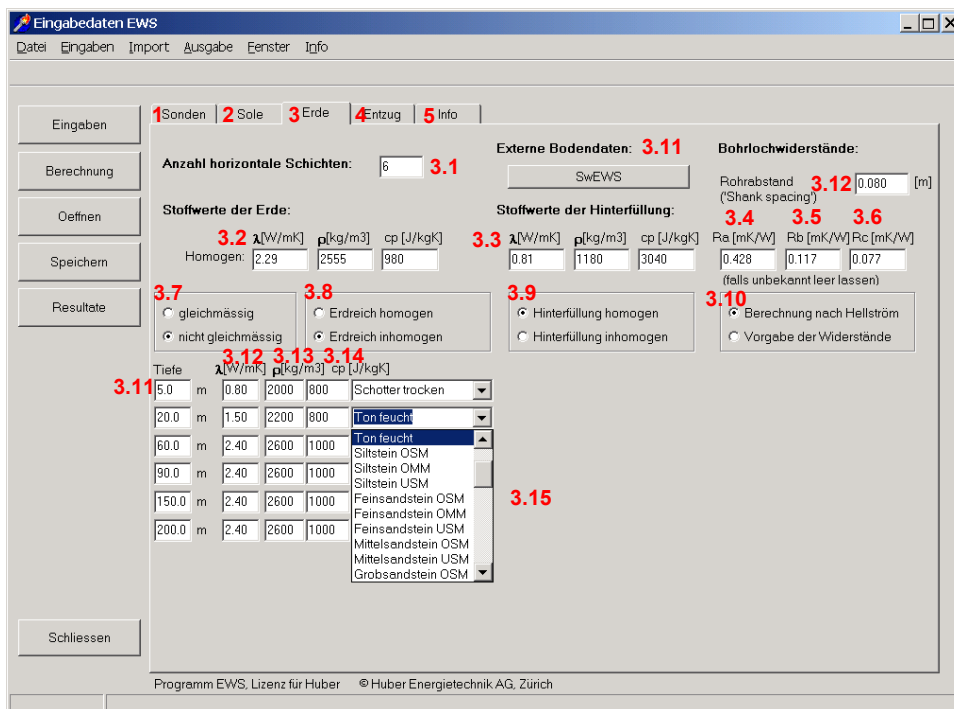 Eingabedaten EWS
Datei Eingaben Import Ausgabe Fenster Info
Eingaben
Berechnung
Oeffnen
Speichern
Resultate
Schliessen
1 Sonden 2 Sole 3 Erde 4 Entzug 5 Info
Anzahl horizontale Schichten: 6 3.1
Externe Bodendaten: 3.11
SwEWS
Bohrlochwiderstände:
Rohrabstand 3.12 0.080 [m]
('Shank spacing')
Stoffwerte der Erde:
3.2 λ[W/mK] ρ[kg/m3] cp [J/kgK]
Homogen: 2.29 2555 980
Stoffwerte der Hinterfüllung:
3.3 λ[W/mK] ρ[kg/m3] cp [J/kgK]
0.81 1180 3040
3.4 3.5 3.6
Ra [mK/W] Rb [mK/W] Rc [mK/W]
0.428 0.117 0.077
(falls unbekannt leer lassen)
3.7
gleichmässig
nicht gleichmässig
3.8
Erdreich homogen
Erdreich inhomogen
3.9
Hinterfüllung homogen
Hinterfüllung inhomogen
3.10
Berechnung nach Hellström
Vorgabe der Widerstände
3.12 3.13 3.14
Tiefe λ[W/mK] ρ[kg/m3] cp [J/kgK]
3.11 5.0 m 0.80 2000 800 Schotter trocken
20.0 m 1.50 2200 800 Ton feucht
60.0 m 2.40 2600 1000
90.0 m 2.40 2600 1000
150.0 m 2.40 2600 1000
200.0 m 2.40 2600 1000
Ton feucht
Siltstein OSM
Siltstein OMM
Siltstein USM
Feinsandstein OSM
Feinsandstein OMM
Feinsandstein USM
Mittelsandstein OSM
Mittelsandstein USM
Grobsandstein OSM
3.15
Programm EWS, Lizenz für Huber © Huber Energietechnik AG, Zürich